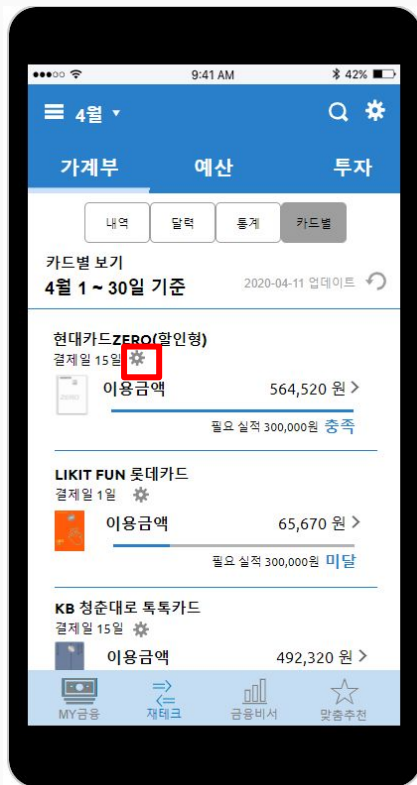 9:41 AM
42%
4월
가계부 예산 투자
내역 달력 통계 카드별
카드별 보기
4월 1 ~ 30일 기준
2020-04-11 업데이트
현대카드ZERO(할인형)
결제일 15일
ZERO
이용금액 564,520 원 >
필요 실적 300,000원 충족
LIKIT FUN 롯데카드
결제일 1일
이용금액 65,670 원 >
필요 실적 300,000원 미달
KB 청춘대로 톡톡카드
결제일 15일
이용금액 492,320 원 >
MY금융 재테크 금융비서 맞춤추천